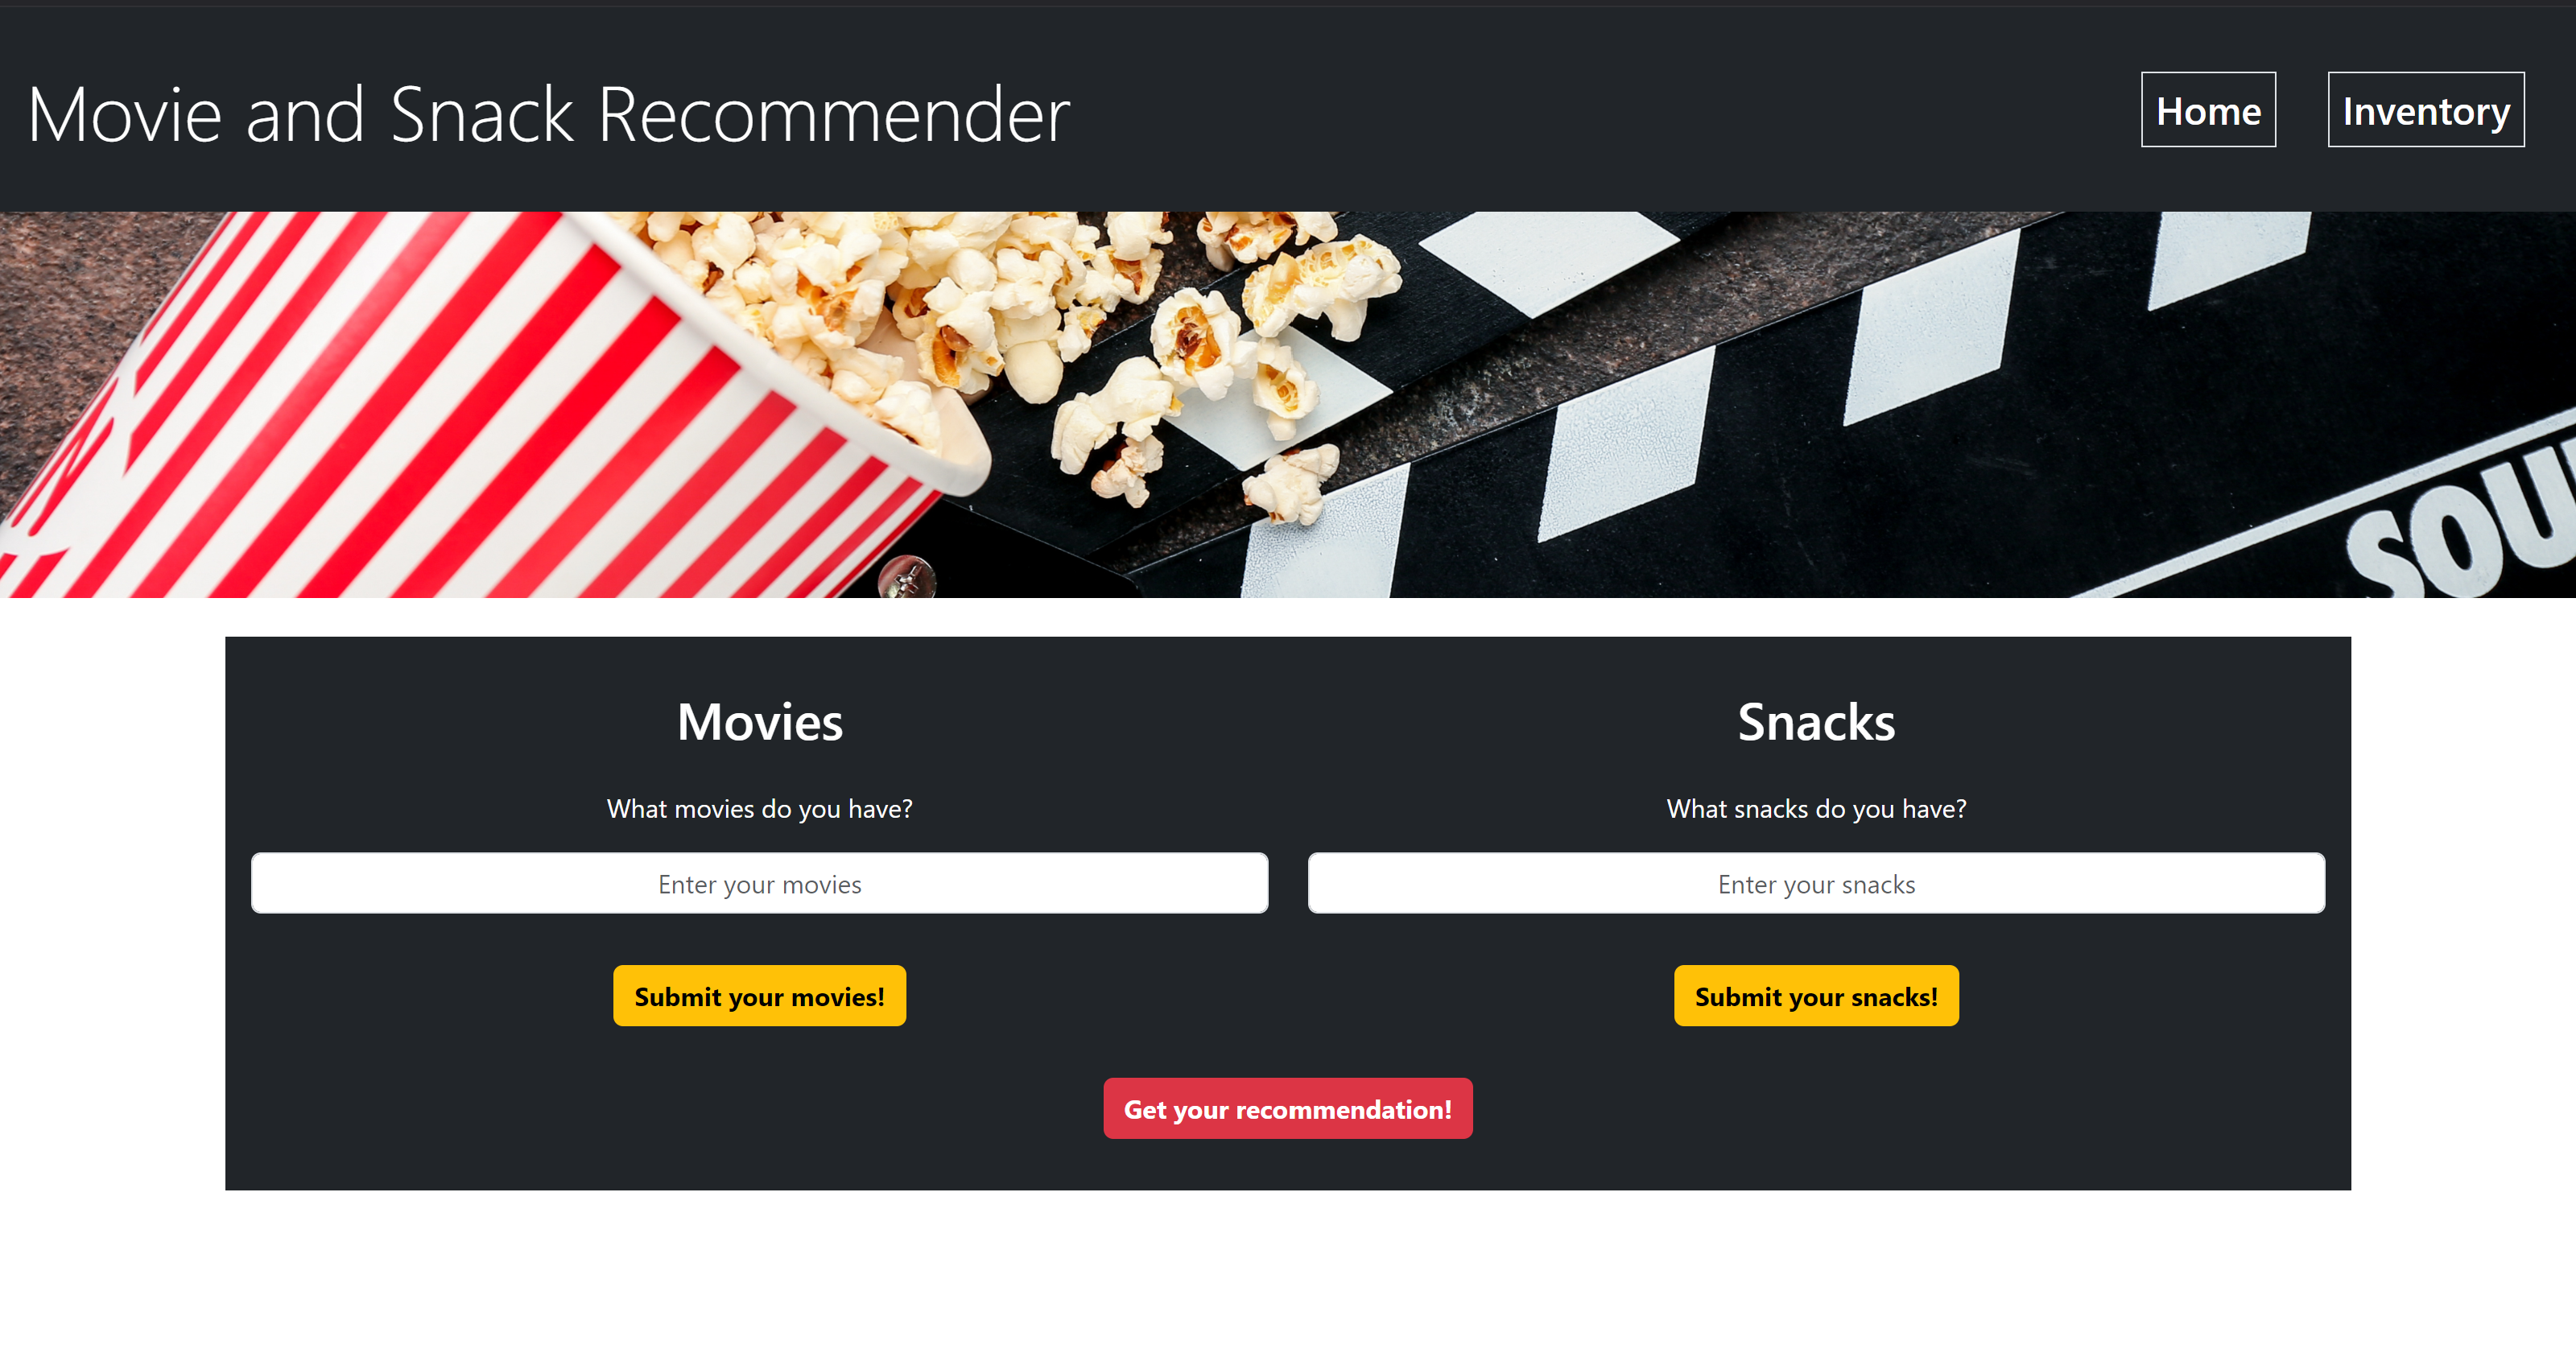 Movie and Snack Recommender
Home
Inventory
SOU
Movies
Snacks
What movies do you have?
What snacks do you have?
Enter your movies
Enter your snacks
Submit your movies!
Submit your snacks!
Get your recommendation!